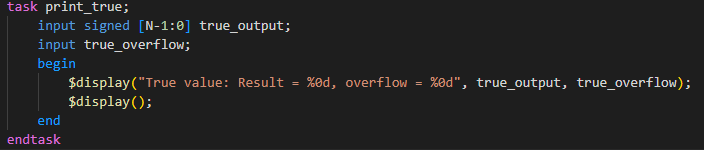 task print_true;
    input signed [N-1:0] true_output;
    input true_overflow;
    begin
        $display("True value: Result = %0d, overflow = %0d", true_output, true_overflow);
        $display();
    end
endtask